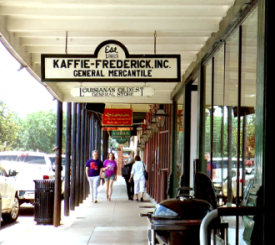 Est.
1863
KAFFIE-FREDERICK, INC.
GENERAL MERCANTILE
LOUISIANA'S OLDEST
GENERAL STORE